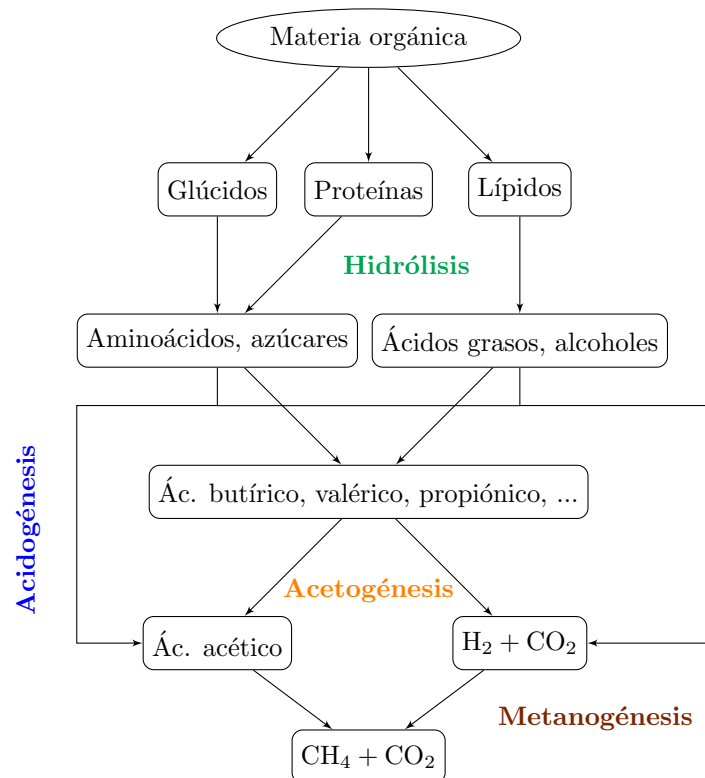 Materia orgánica
Glúcidos
Proteínas
Lípidos
Hidrólisis
Aminoácidos, azúcares
Ácidos grasos, alcoholes
Acidogénesis
Ác. butírico, valérico, propiónico, ...
Acetogénesis
Ác. acético
H₂ + CO₂
Metanogénesis
CH₄ + CO₂